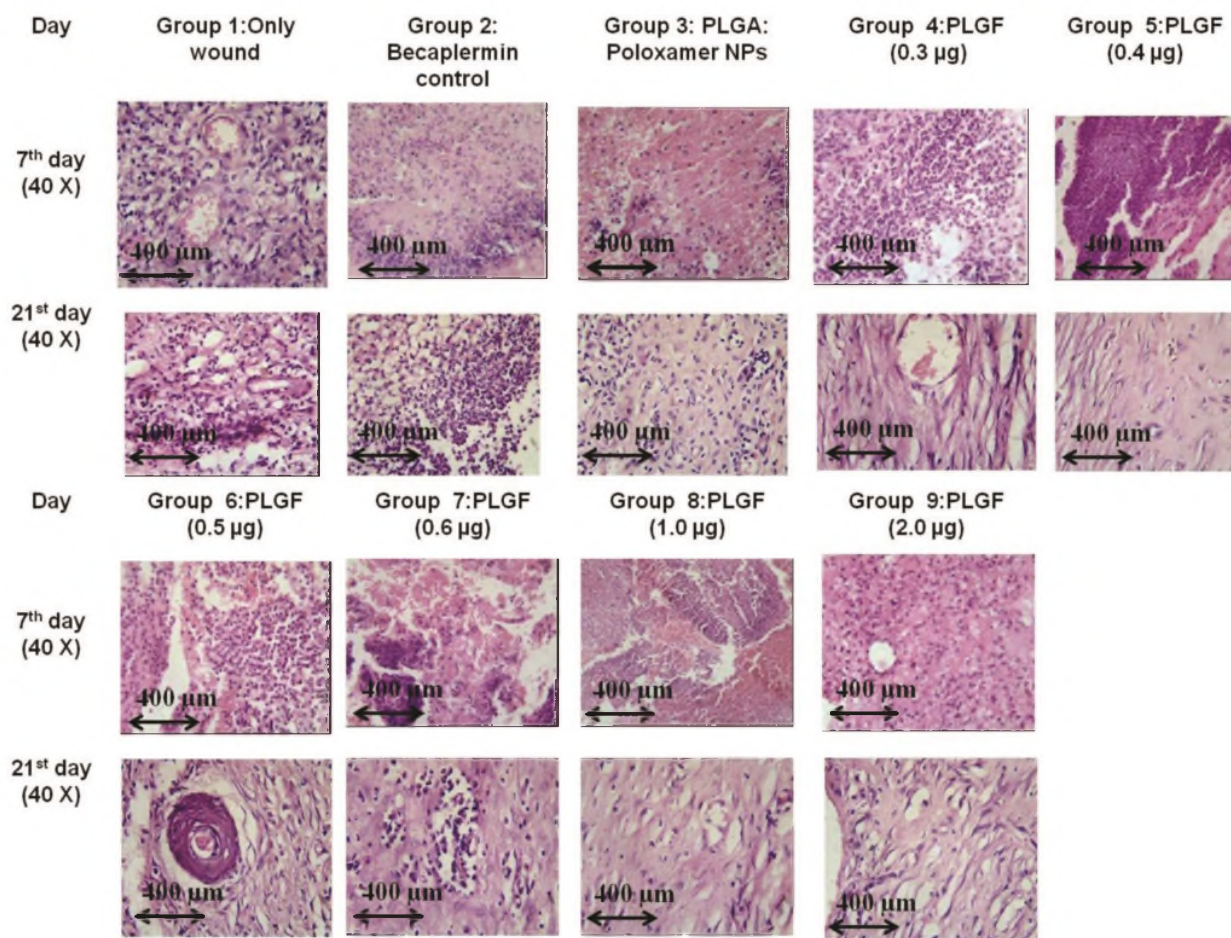 Day
Group 1:Only
wound
Group 2:
Becaplermin
control
Group 3: PLGA:
Poloxamer NPs
Group 4:PLGF
(0.3 µg)
Group 5:PLGF
(0.4 µg)
7th day
(40 X)
400 µm
400 µm
400 µm
400 µm
400 µm
21st day
(40 X)
400 µm
400 µm
400 µm
400 µm
400 µm
Day
Group 6:PLGF
(0.5 µg)
Group 7:PLGF
(0.6 µg)
Group 8:PLGF
(1.0 µg)
Group 9:PLGF
(2.0 µg)
7th day
(40 X)
400 µm
400 µm
400 µm
400 µm
21st day
(40 X)
400 µm
400 µm
400 µm
400 µm